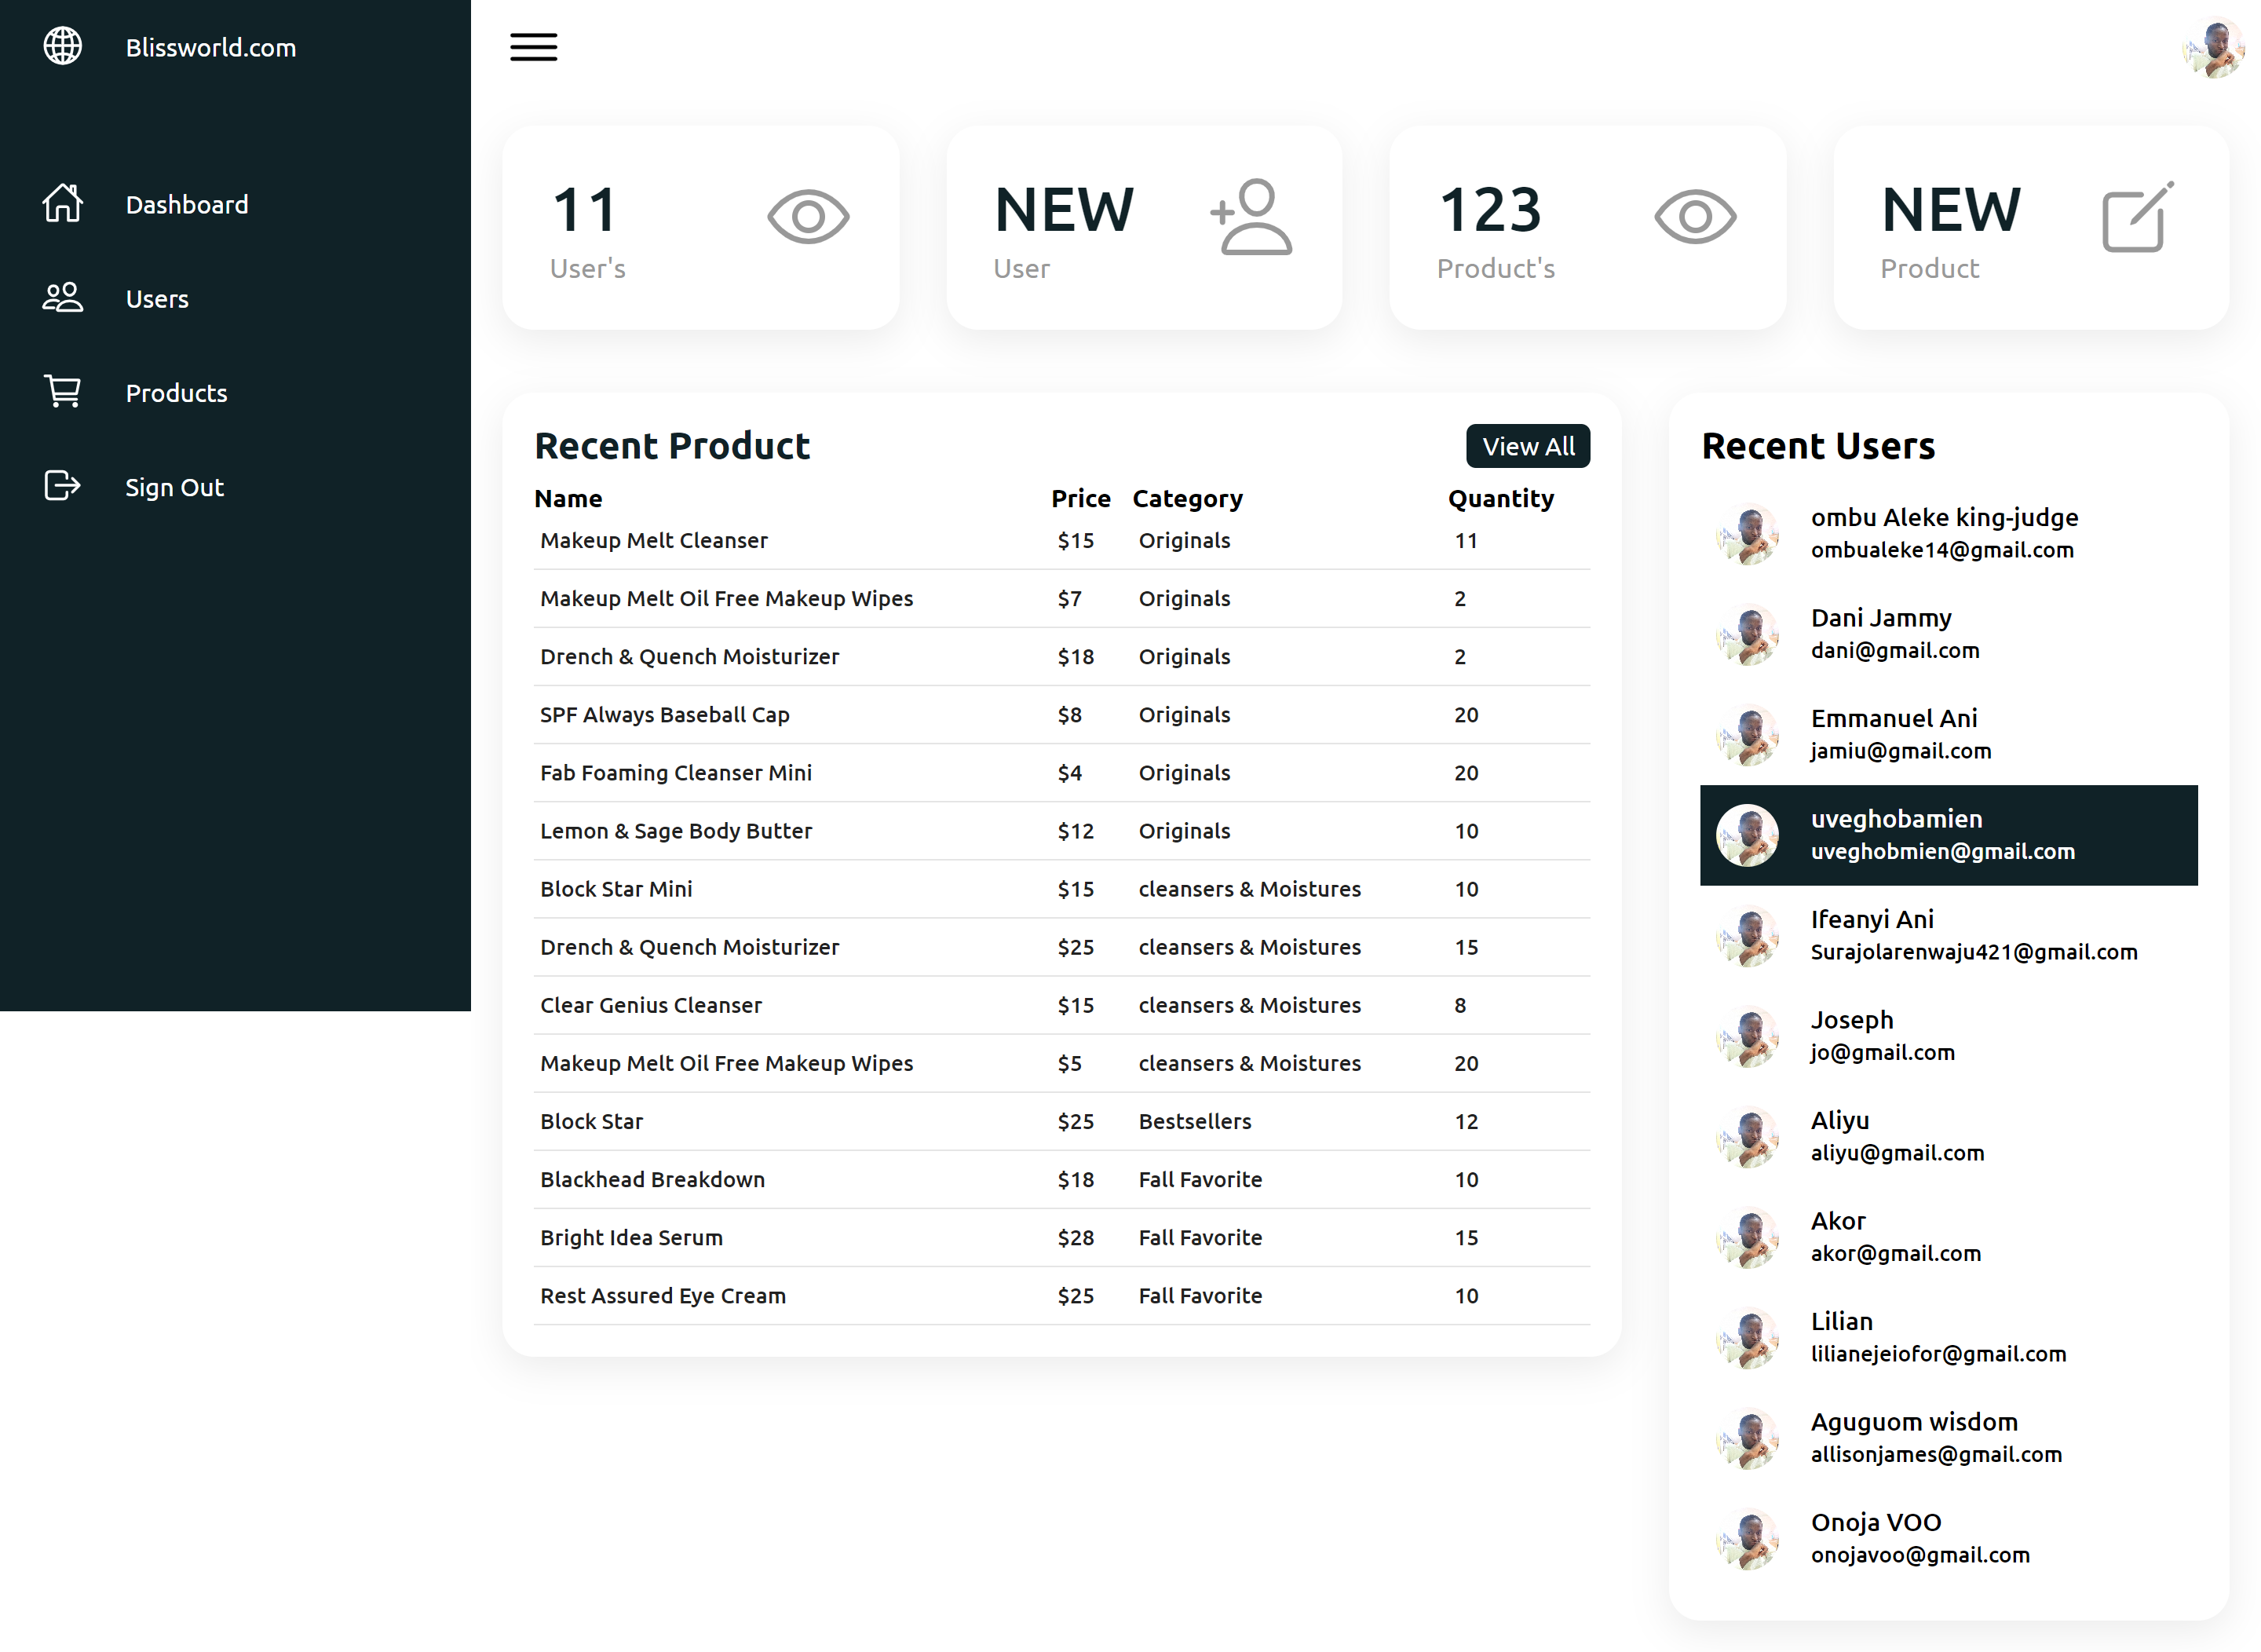 Blissworld.com
Dashboard
Users
Products
Sign Out
11
User's
NEW
User
123
Product's
NEW
Product
Recent Product
View All
Name Price Category Quantity
Makeup Melt Cleanser $15 Originals 11
Makeup Melt Oil Free Makeup Wipes $7 Originals 2
Drench & Quench Moisturizer $18 Originals 2
SPF Always Baseball Cap $8 Originals 20
Fab Foaming Cleanser Mini $4 Originals 20
Lemon & Sage Body Butter $12 Originals 10
Block Star Mini $15 cleansers & Moistures 10
Drench & Quench Moisturizer $25 cleansers & Moistures 15
Clear Genius Cleanser $15 cleansers & Moistures 8
Makeup Melt Oil Free Makeup Wipes $5 cleansers & Moistures 20
Block Star $25 Bestsellers 12
Blackhead Breakdown $18 Fall Favorite 10
Bright Idea Serum $28 Fall Favorite 15
Rest Assured Eye Cream $25 Fall Favorite 10
Recent Users
ombu Aleke king-judge
ombualeke14@gmail.com
Dani Jammy
dani@gmail.com
Emmanuel Ani
jamiu@gmail.com
uveghobamien
uveghobmien@gmail.com
Ifeanyi Ani
Surajolarenwaju421@gmail.com
Joseph
jo@gmail.com
Aliyu
aliyu@gmail.com
Akor
akor@gmail.com
Lilian
lilianejeiofor@gmail.com
Aguguom wisdom
allisonjames@gmail.com
Onoja VOO
onojavoo@gmail.com